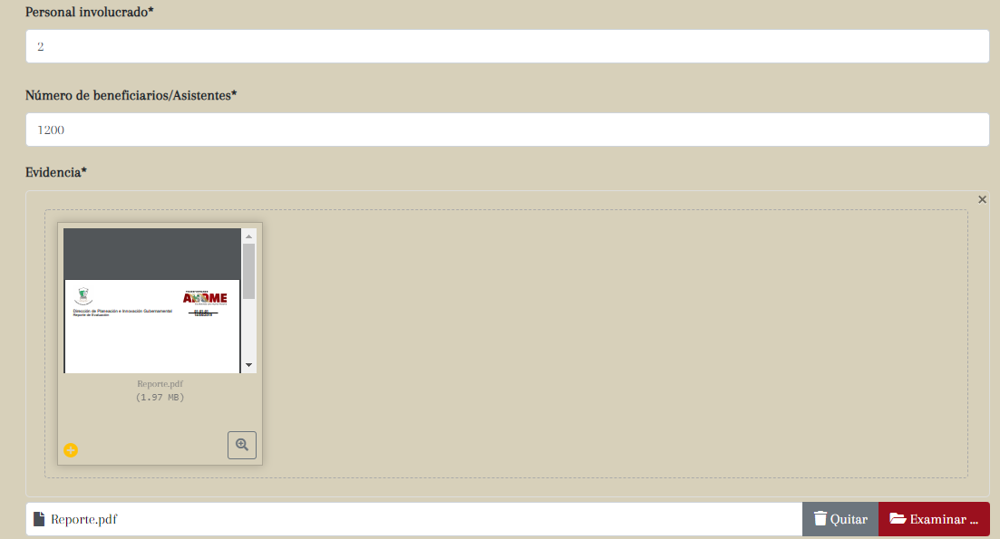 Personal involucrado*
2
Número de beneficiarios/Asistentes*
1200
Evidencia*
AHOME
Dirección de Planeación e Innovación Gubernamental
Reporte de Evaluación
Reporte.pdf
(1.97 MB)
Reporte.pdf
Quitar
Examinar ...